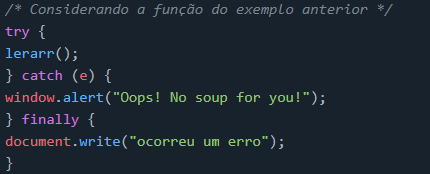 /* Considerando a função do exemplo anterior */
try {
lerarr();
} catch (e) {
window.alert("Oops! No soup for you!");
} finally {
document.write("ocorreu um erro");
}